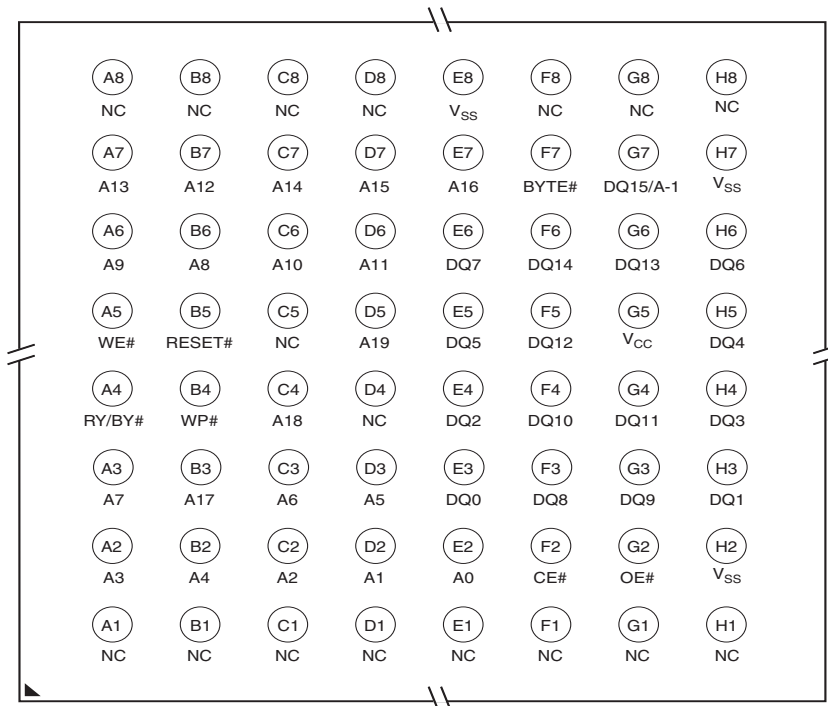 A8 B8 C8 D8 E8 F8 G8 H8
NC NC NC NC VSS NC NC NC
A7 B7 C7 D7 E7 F7 G7 H7
A13 A12 A14 A15 A16 BYTE# DQ15/A-1 VSS
A6 B6 C6 D6 E6 F6 G6 H6
A9 A8 A10 A11 DQ7 DQ14 DQ13 DQ6
A5 B5 C5 D5 E5 F5 G5 H5
WE# RESET# NC A19 DQ5 DQ12 VCC DQ4
A4 B4 C4 D4 E4 F4 G4 H4
RY/BY# WP# A18 NC DQ2 DQ10 DQ11 DQ3
A3 B3 C3 D3 E3 F3 G3 H3
A7 A17 A6 A5 DQ0 DQ8 DQ9 DQ1
A2 B2 C2 D2 E2 F2 G2 H2
A3 A4 A2 A1 A0 CE# OE# VSS
A1 B1 C1 D1 E1 F1 G1 H1
NC NC NC NC NC NC NC NC